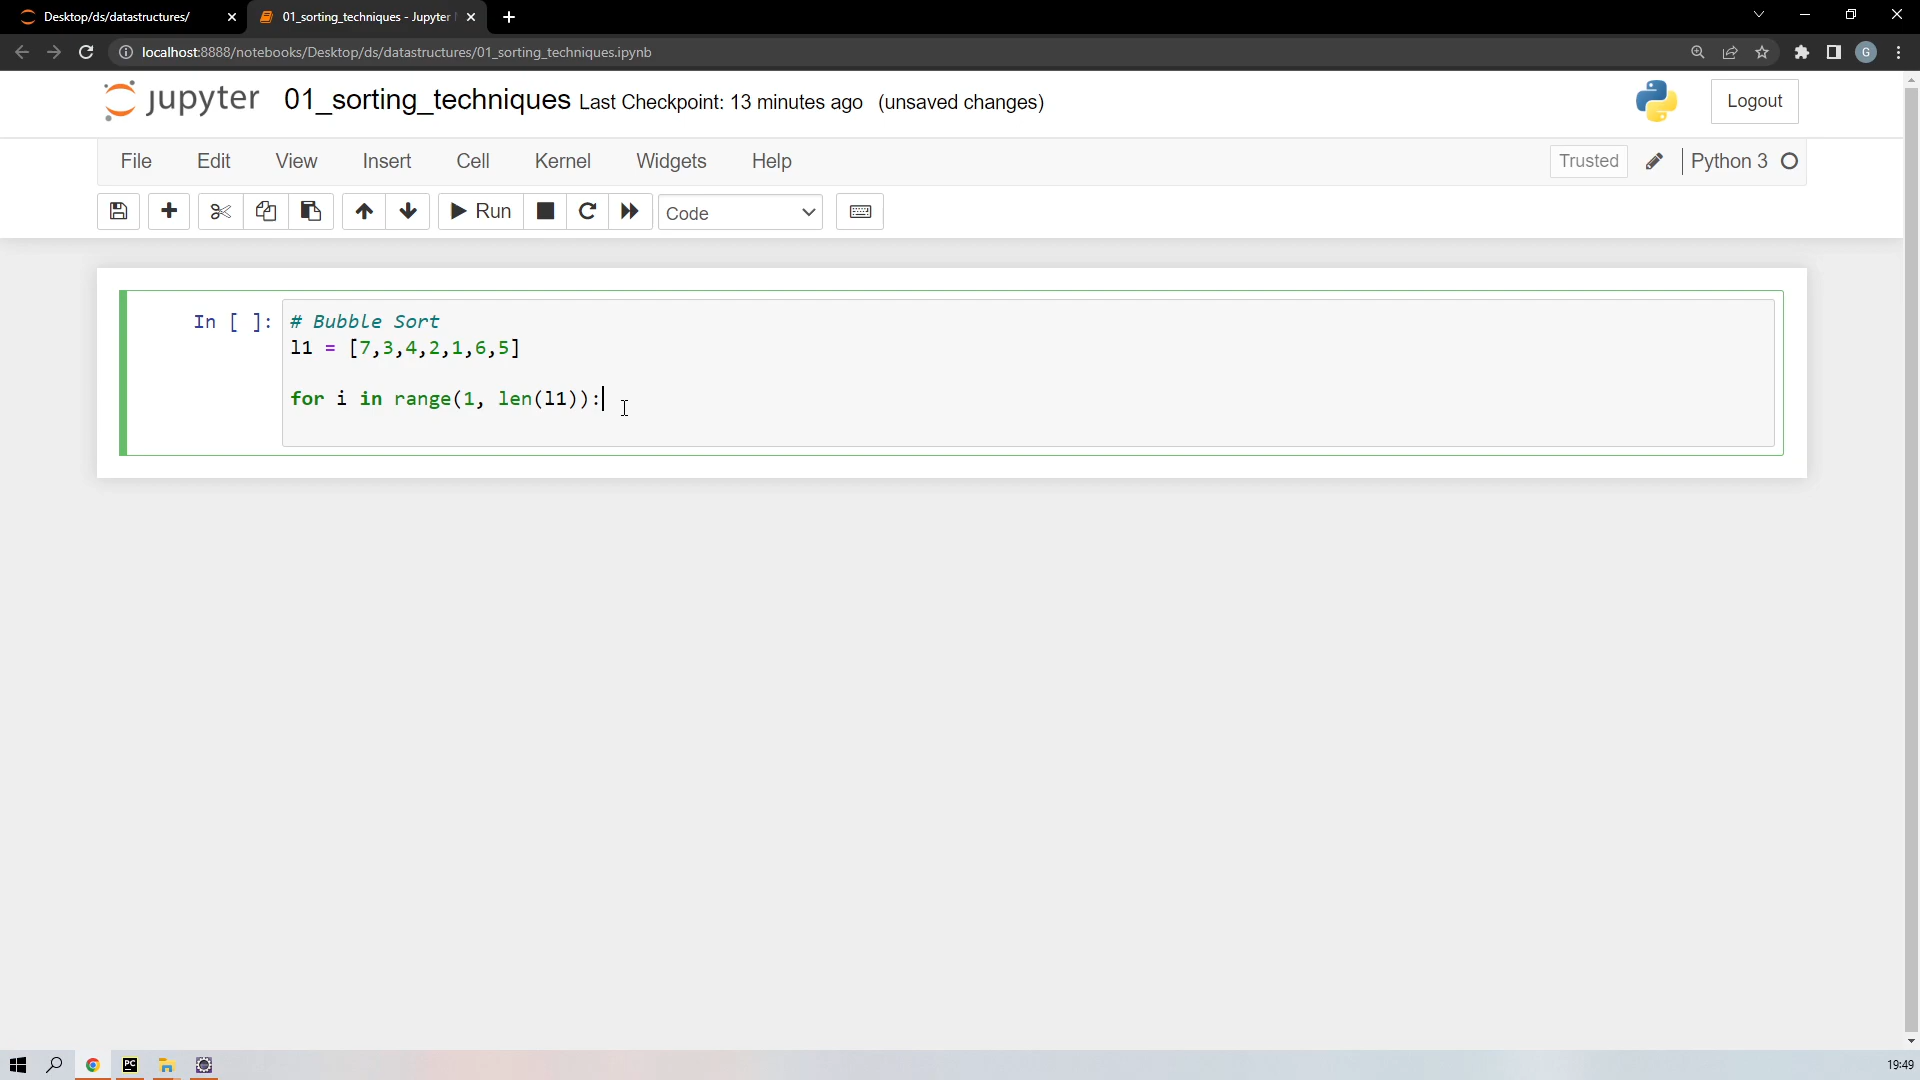 Desktop/ds/datastructures/
01_sorting_techniques - Jupyter
localhost:8888/notebooks/Desktop/ds/datastructures/01_sorting_techniques.ipynb
G
jupyter 01_sorting_techniques Last Checkpoint: 13 minutes ago (unsaved changes)
Logout
File Edit View Insert Cell Kernel Widgets Help
Trusted Python 3
Run Code
In [ ]: # Bubble Sort
l1 = [7,3,4,2,1,6,5]
for i in range(1, len(l1)):
PC
19:49